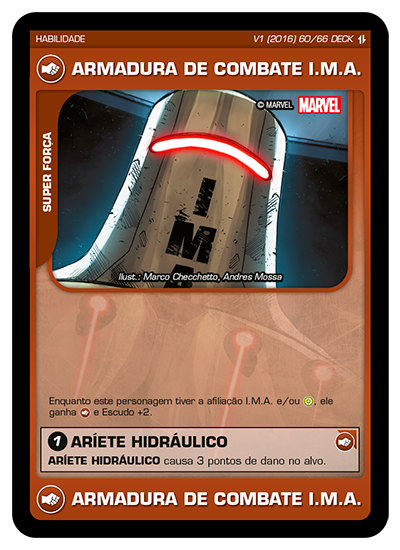 HABILIDADE
V1 (2016) 60/66 DECK
ARMADURA DE COMBATE I.M.A.
© MARVEL MARVEL
SUPER FORÇA
I.M.
Ilust.: Marco Checchetto, Andres Mossa
Enquanto este personagem tiver a afiliação I.M.A. e/ou , ele
ganha e Escudo +2.
1 ARÍETE HIDRÁULICO
ARÍETE HIDRÁULICO causa 3 pontos de dano no alvo.
ARMADURA DE COMBATE I.M.A.